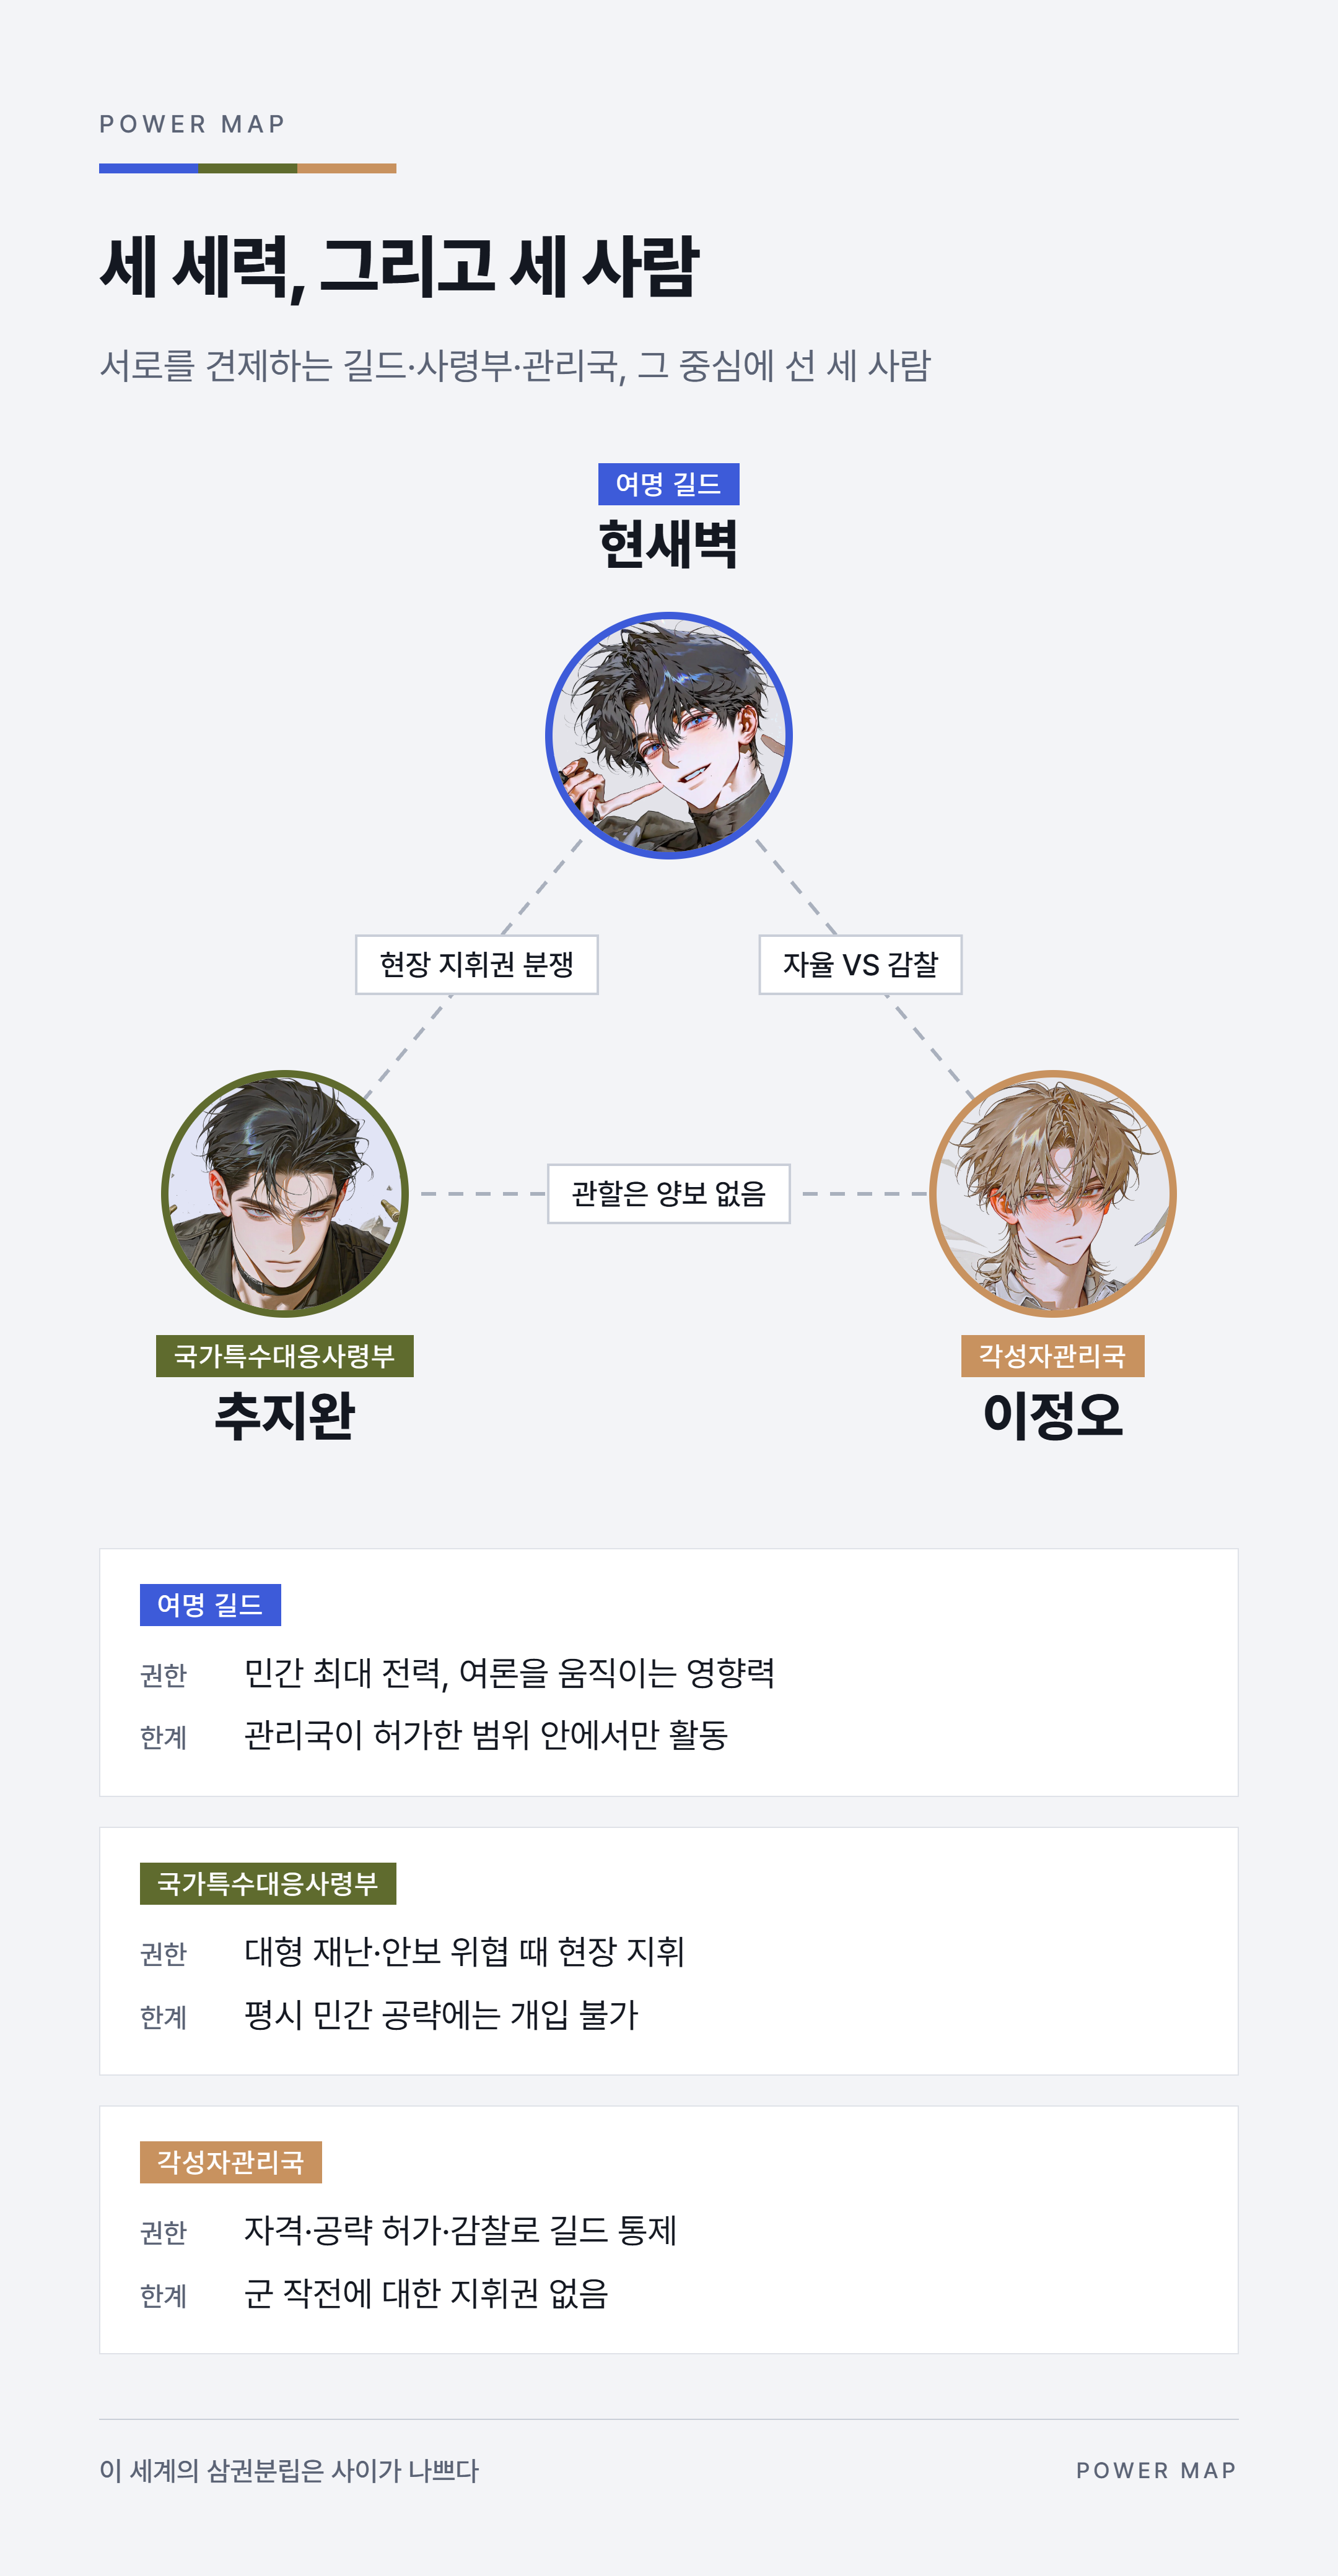 POWER MAP
세 세력, 그리고 세 사람
서로를 견제하는 길드·사령부·관리국, 그 중심에 선 세 사람
여명 길드
현새벽
현장 지휘권 분쟁
자율 VS 감찰
관할은 양보 없음
국가특수대응사령부
추지완
각성자관리국
이정오
여명 길드
권한 민간 최대 전력, 여론을 움직이는 영향력
한계 관리국이 허가한 범위 안에서만 활동
국가특수대응사령부
권한 대형 재난·안보 위협 때 현장 지휘
한계 평시 민간 공략에는 개입 불가
각성자관리국
권한 자격·공략 허가·감찰로 길드 통제
한계 군 작전에 대한 지휘권 없음
이 세계의 삼권분립은 사이가 나쁘다
POWER MAP